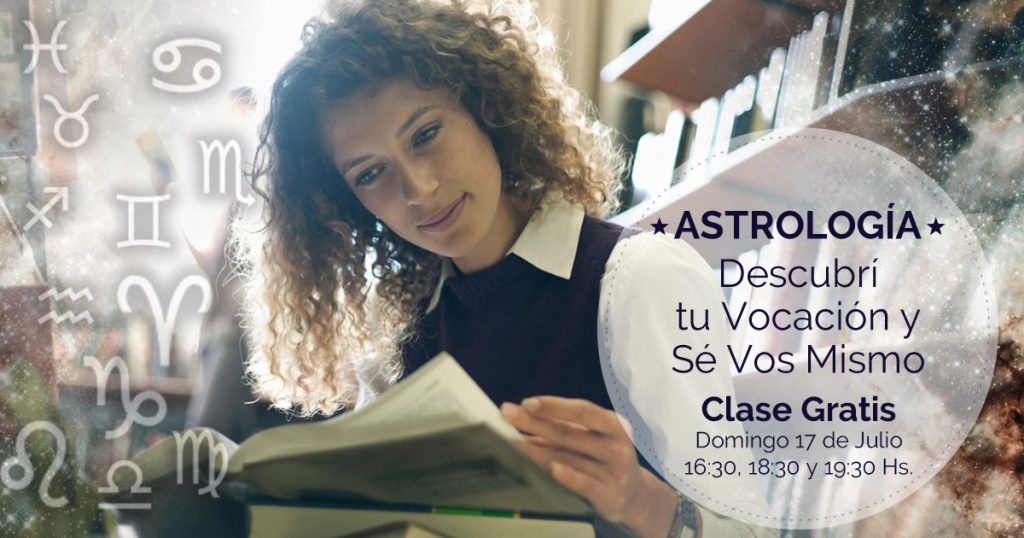 ★ ASTROLOGÍA ★
Descubrí
tu Vocación y
Sé Vos Mismo
Clase Gratis
Domingo 17 de Julio
16:30, 18:30 y 19:30 Hs.